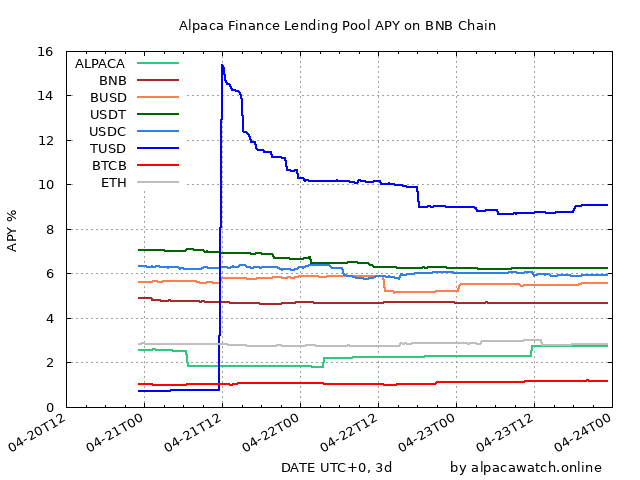 Alpaca Finance Lending Pool APY on BNB Chain
16
14
12
10
8
6
4
2
0
APY %
ALPACA
BNB
BUSD
USDT
USDC
TUSD
BTCB
ETH
04-20T12
04-21T00
04-21T12
04-22T00
04-22T12
04-23T00
04-23T12
04-24T00
DATE UTC+0, 3d
by alpacawatch.online